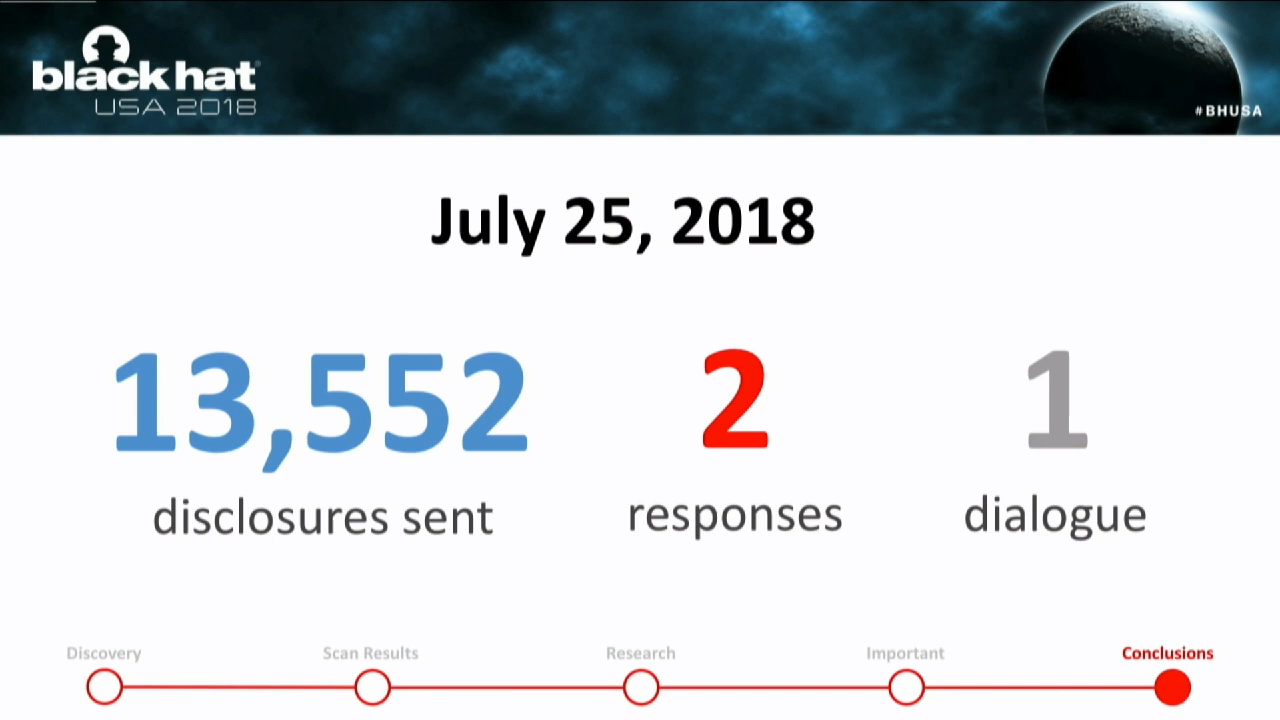 black hat
USA 2018
#BHUSA
July 25, 2018
13,552
disclosures sent
2
responses
1
dialogue
Discovery
Scan Results
Research
Important
Conclusions